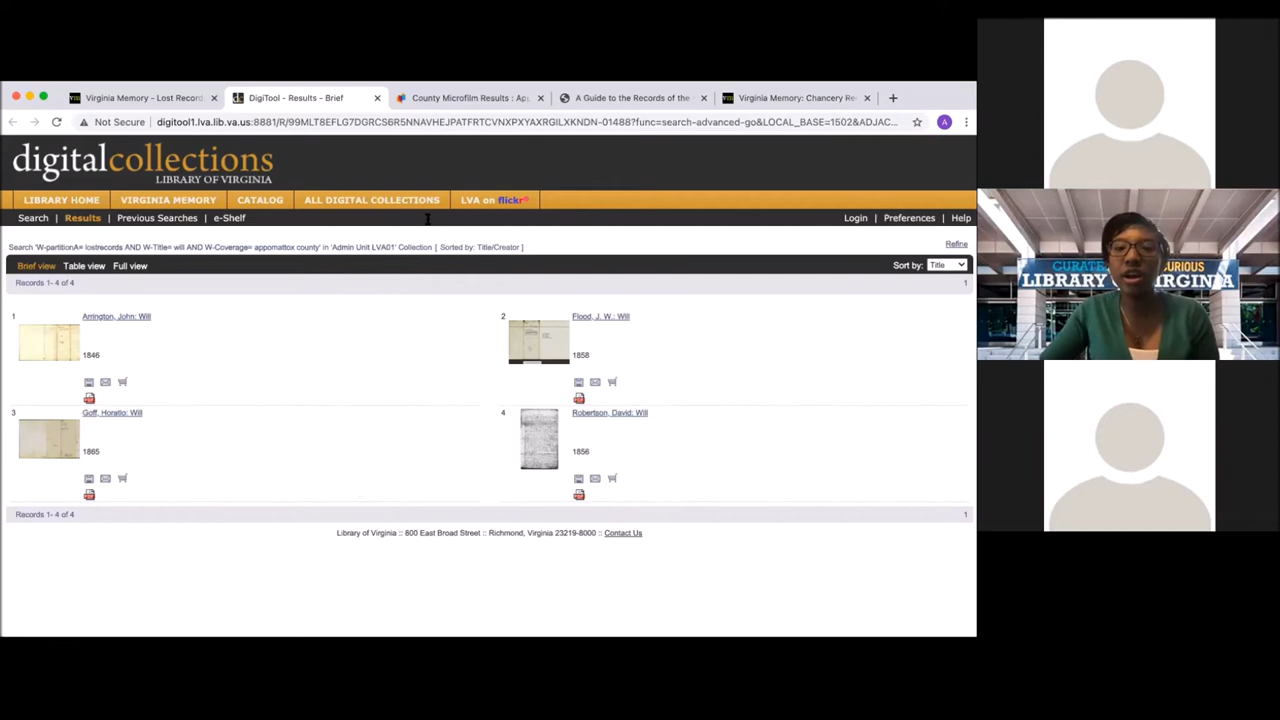 Virginia Memory - Lost Record
DigiTool - Results - Brief
County Microfilm Results : App
A Guide to the Records of the
Virginia Memory: Chancery Re
Not Secure digitool1.lva.lib.va.us:8881/R/99MLT8EFLG7DGRCS6R5NNAVHEJPATFRTCVNXPXYAXRGILXKNDN-01488?func=search-advanced-go&LOCAL_BASE=1502&ADJAC...
A
digitalcollections
LIBRARY OF VIRGINIA
LIBRARY HOME VIRGINIA MEMORY CATALOG ALL DIGITAL COLLECTIONS LVA on flickr
Search | Results | Previous Searches | e-Shelf Login | Preferences | Help
Search 'W-partitionA= lostrecords AND W-Title= will AND W-Coverage= appomattox county' in 'Admin Unit LVA01' Collection [ Sorted by: Title/Creator ] Refine
Brief view Table view Full view Sort by: Title
Records 1- 4 of 4 1
1 Arrington, John: Will
1846
PDF
2 Flood, J. W.: Will
1858
PDF
3 Goff, Horatio: Will
1865
PDF
4 Robertson, David: Will
1856
PDF
Records 1- 4 of 4 1
Library of Virginia :: 800 East Broad Street :: Richmond, Virginia 23219-8000 :: Contact Us
LIBRARY